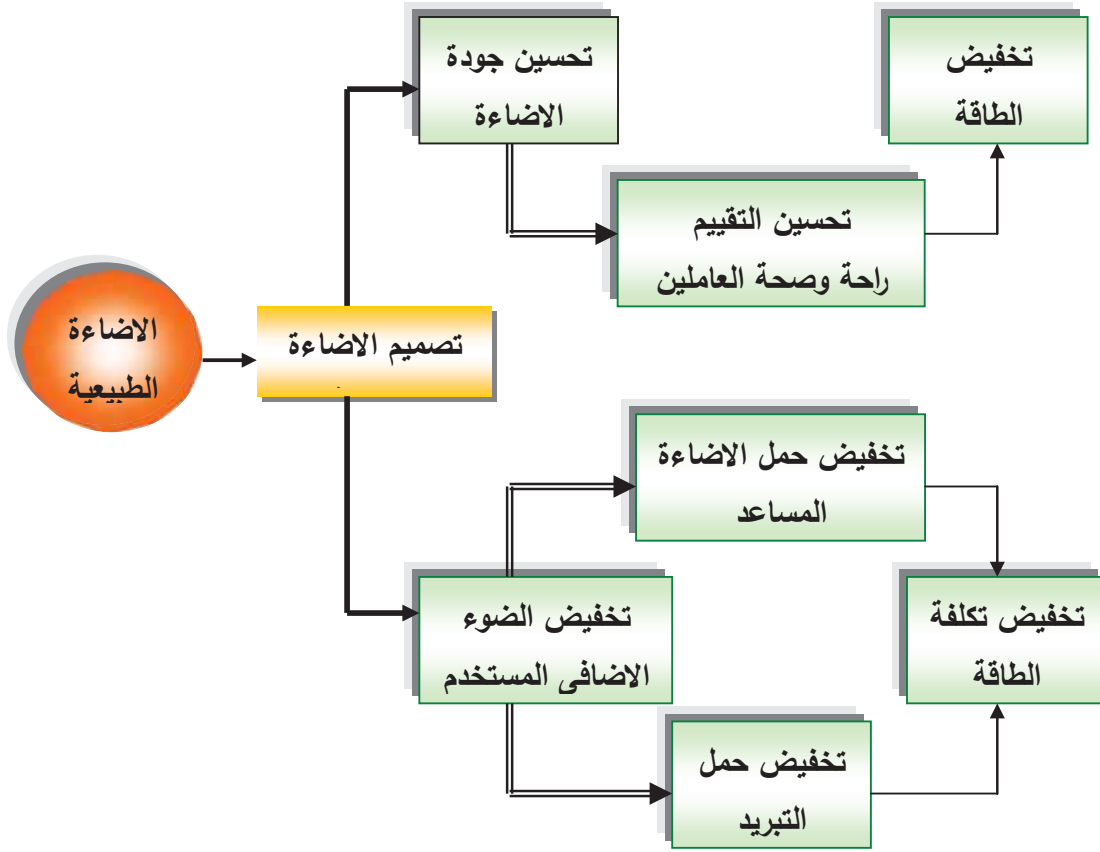 تحسين جودة
الاضاءة
تخفيض
الطاقة
تحسين التقييم
راحة وصحة العاملين
الاضاءة
الطبيعية
تصميم الاضاءة
تخفيض حمل الاضاءة
المساعد
تخفيض الضوء
الاضافى المستخدم
تخفيض تكلفة
الطاقة
تخفيض حمل
التبريد